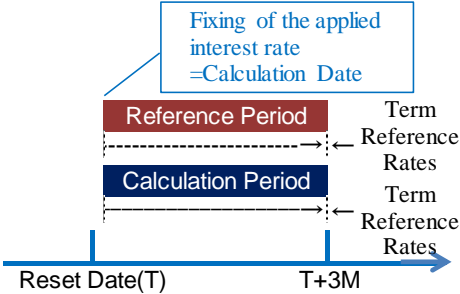 Fixing of the applied
interest rate
=Calculation Date
Reference Period
Term
Reference
Rates
Calculation Period
Term
Reference
Rates
Reset Date(T)
T+3M